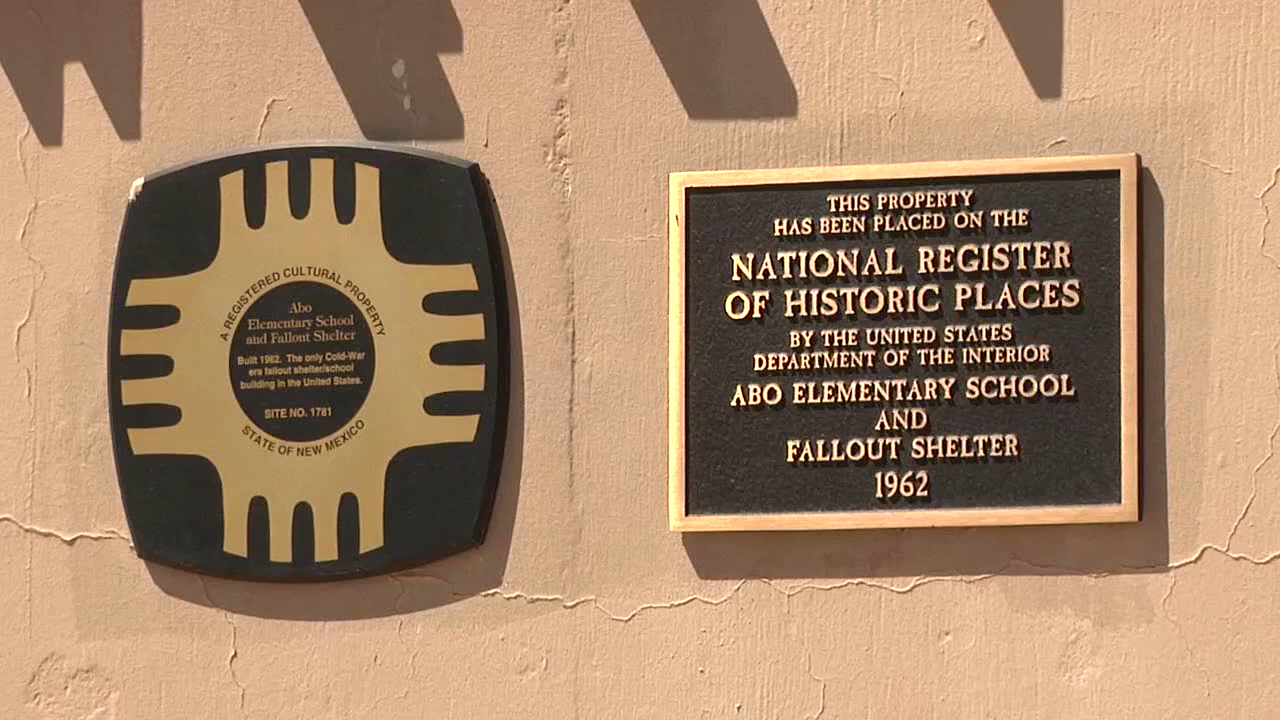 A REGISTERED CULTURAL PROPERTY
Abo
Elementary School
and Fallout Shelter
Built 1962. The only Cold-War
era fallout shelter/school
building in the United States.
SITE NO. 1781
STATE OF NEW MEXICO
THIS PROPERTY
HAS BEEN PLACED ON THE
NATIONAL REGISTER
OF HISTORIC PLACES
BY THE UNITED STATES
DEPARTMENT OF THE INTERIOR
ABO ELEMENTARY SCHOOL
AND
FALLOUT SHELTER
1962